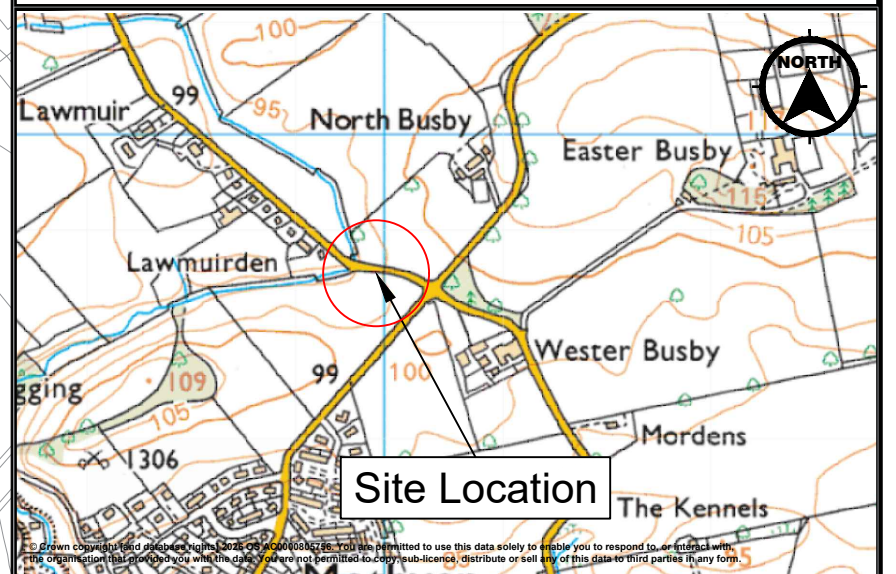 100
NORTH
Lawmuir
99
95
North Busby
Easter Busby
115
105
Lawmuirden
Wester Busby
99
100
gging
109
105
Mordens
1306
Site Location
The Kennels
© Crown copyright [and database rights] 2026 OS AC0000805756. You are permitted to use this data solely to enable you to respond to, or interact with,
the organisation that provided you with the data. You are not permitted to copy, sub-licence, distribute or sell any of this data to third parties in any form.